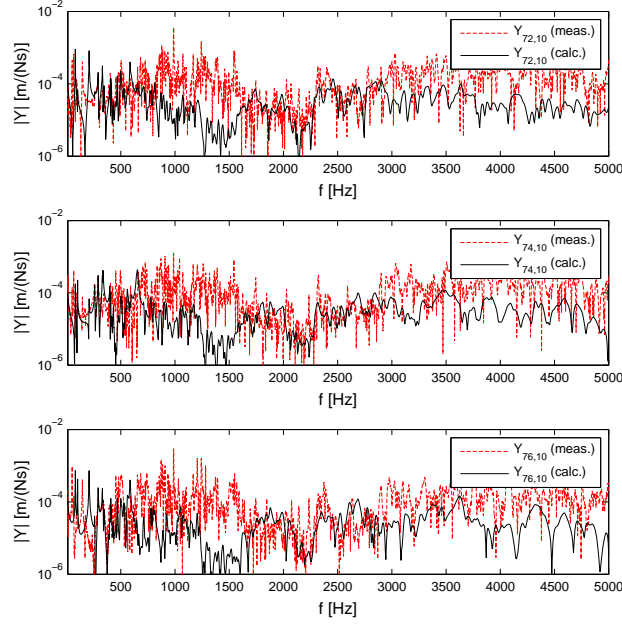 10^-2
Y_72,10 (meas.)
Y_72,10 (calc.)
10^-4
10^-6
|Y| [m/(Ns)]
500 1000 1500 2000 2500 3000 3500 4000 4500 5000
f [Hz]
10^-2
Y_74,10 (meas.)
Y_74,10 (calc.)
10^-4
10^-6
|Y| [m/(Ns)]
500 1000 1500 2000 2500 3000 3500 4000 4500 5000
f [Hz]
10^-2
Y_76,10 (meas.)
Y_76,10 (calc.)
10^-4
10^-6
|Y| [m/(Ns)]
500 1000 1500 2000 2500 3000 3500 4000 4500 5000
f [Hz]